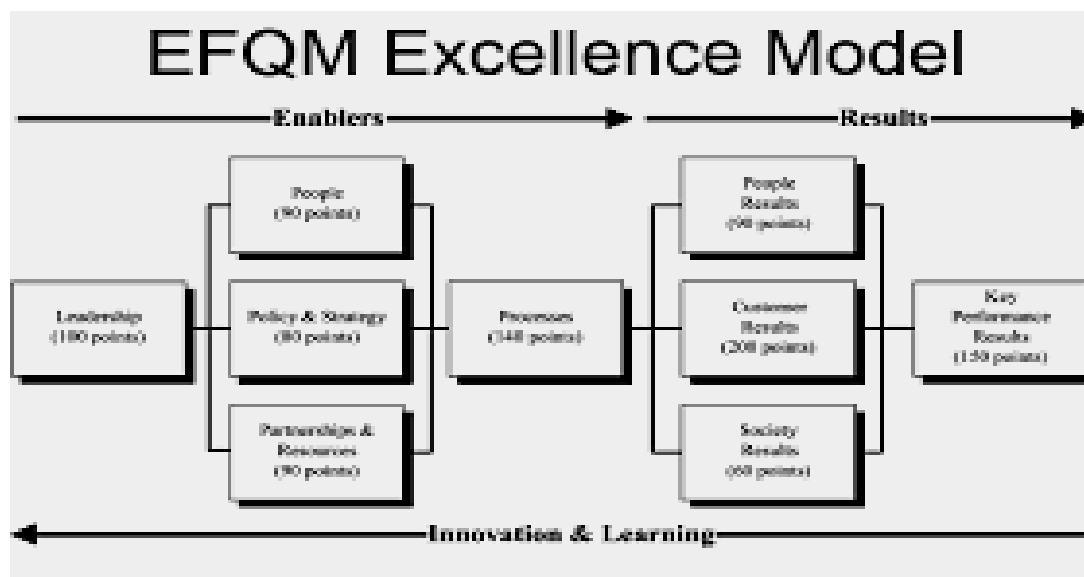 EFQM Excellence Model
Enablers
Results
People
(90 points)
People
Results
(90 points)
Leadership
(100 points)
Policy & Strategy
(80 points)
Processes
(140 points)
Customer
Results
(200 points)
Key
Performance
Results
(150 points)
Partnerships &
Resources
(90 points)
Society
Results
(60 points)
Innovation & Learning